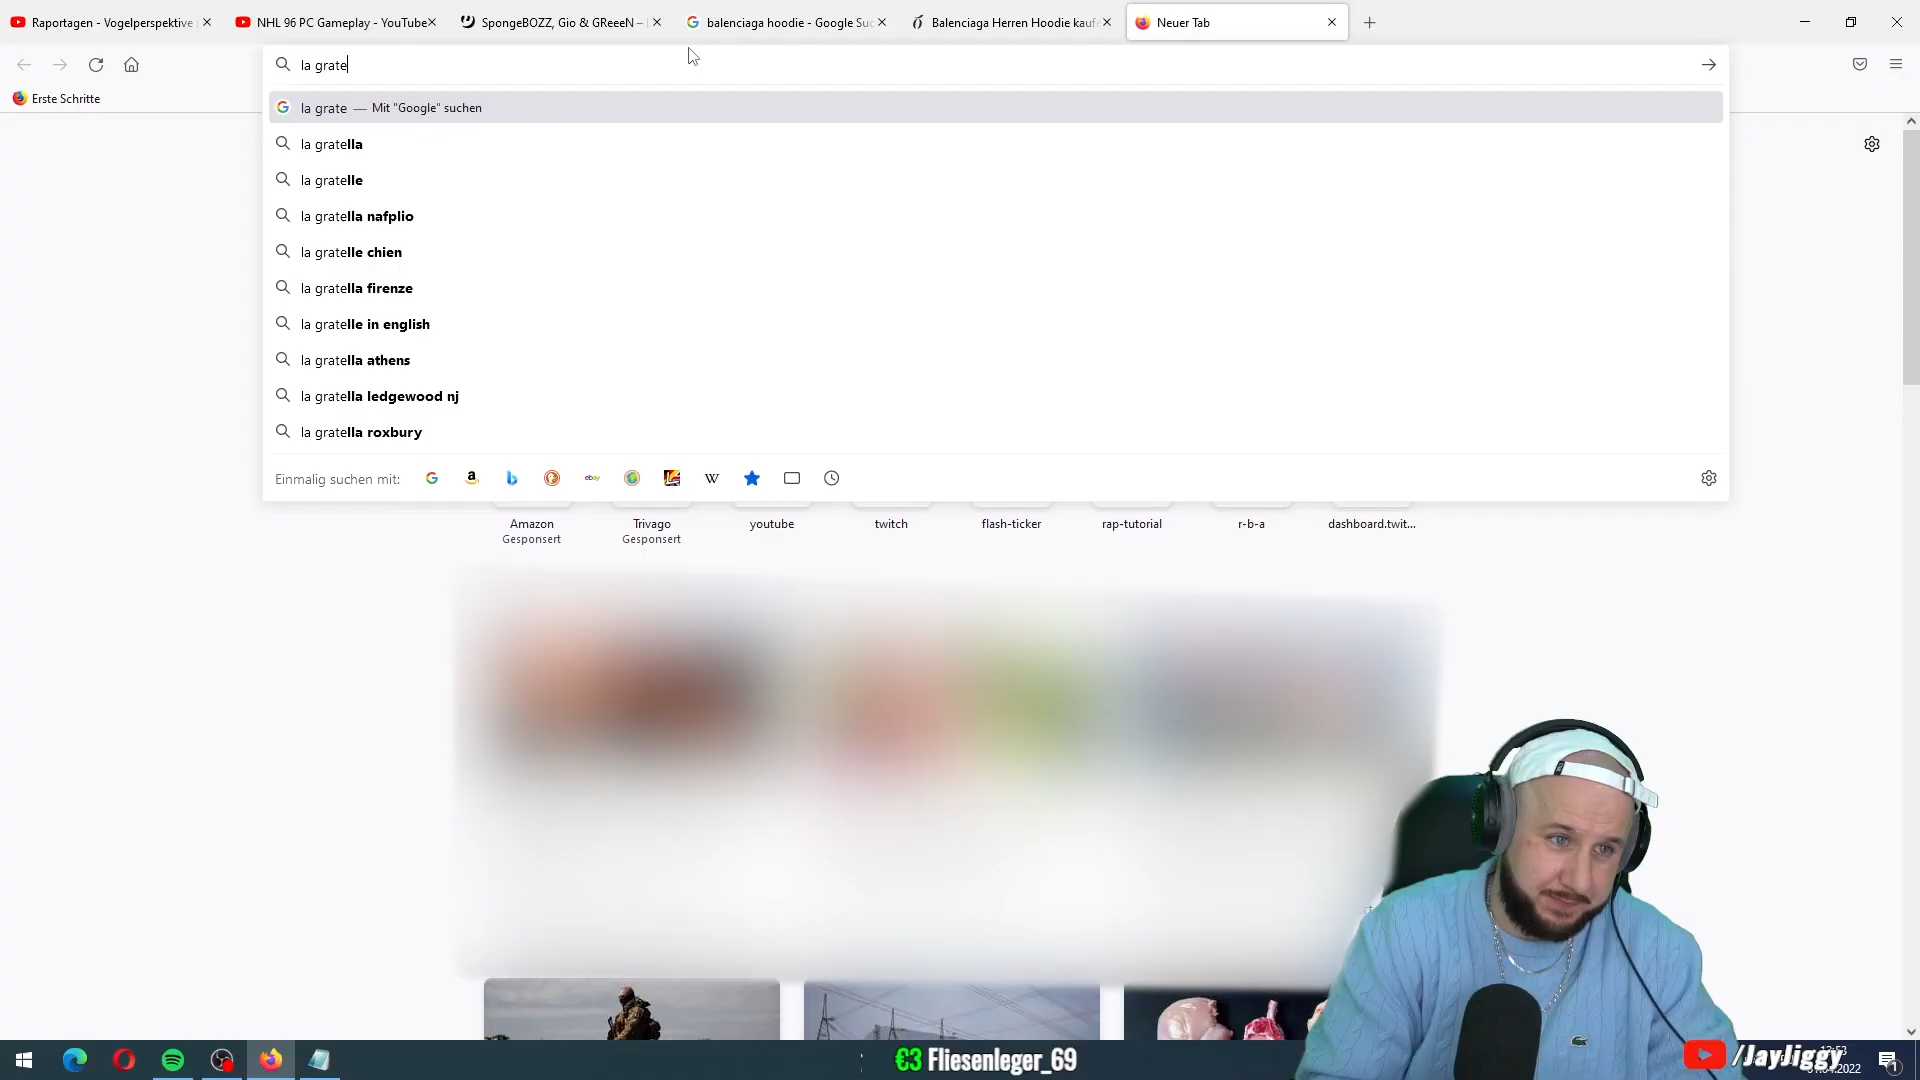 Raportagen - Vogelperspektive
NHL 96 PC Gameplay - YouTube
SpongeBOZZ, Gio & GReeeN –
balenciaga hoodie - Google Suc
Balenciaga Herren Hoodie kauf
Neuer Tab
la grate
Erste Schritte
la grate — Mit "Google" suchen
la gratella
la gratelle
la gratella nafplio
la gratelle chien
la gratella firenze
la gratelle in english
la gratella athens
la gratella ledgewood nj
la gratella roxbury
Einmalig suchen mit:
Amazon
Gesponsert
Trivago
Gesponsert
youtube
twitch
flash-ticker
rap-tutorial
r-b-a
dashboard.twit...
€3 Fliesenleger_69
/JayJiggy